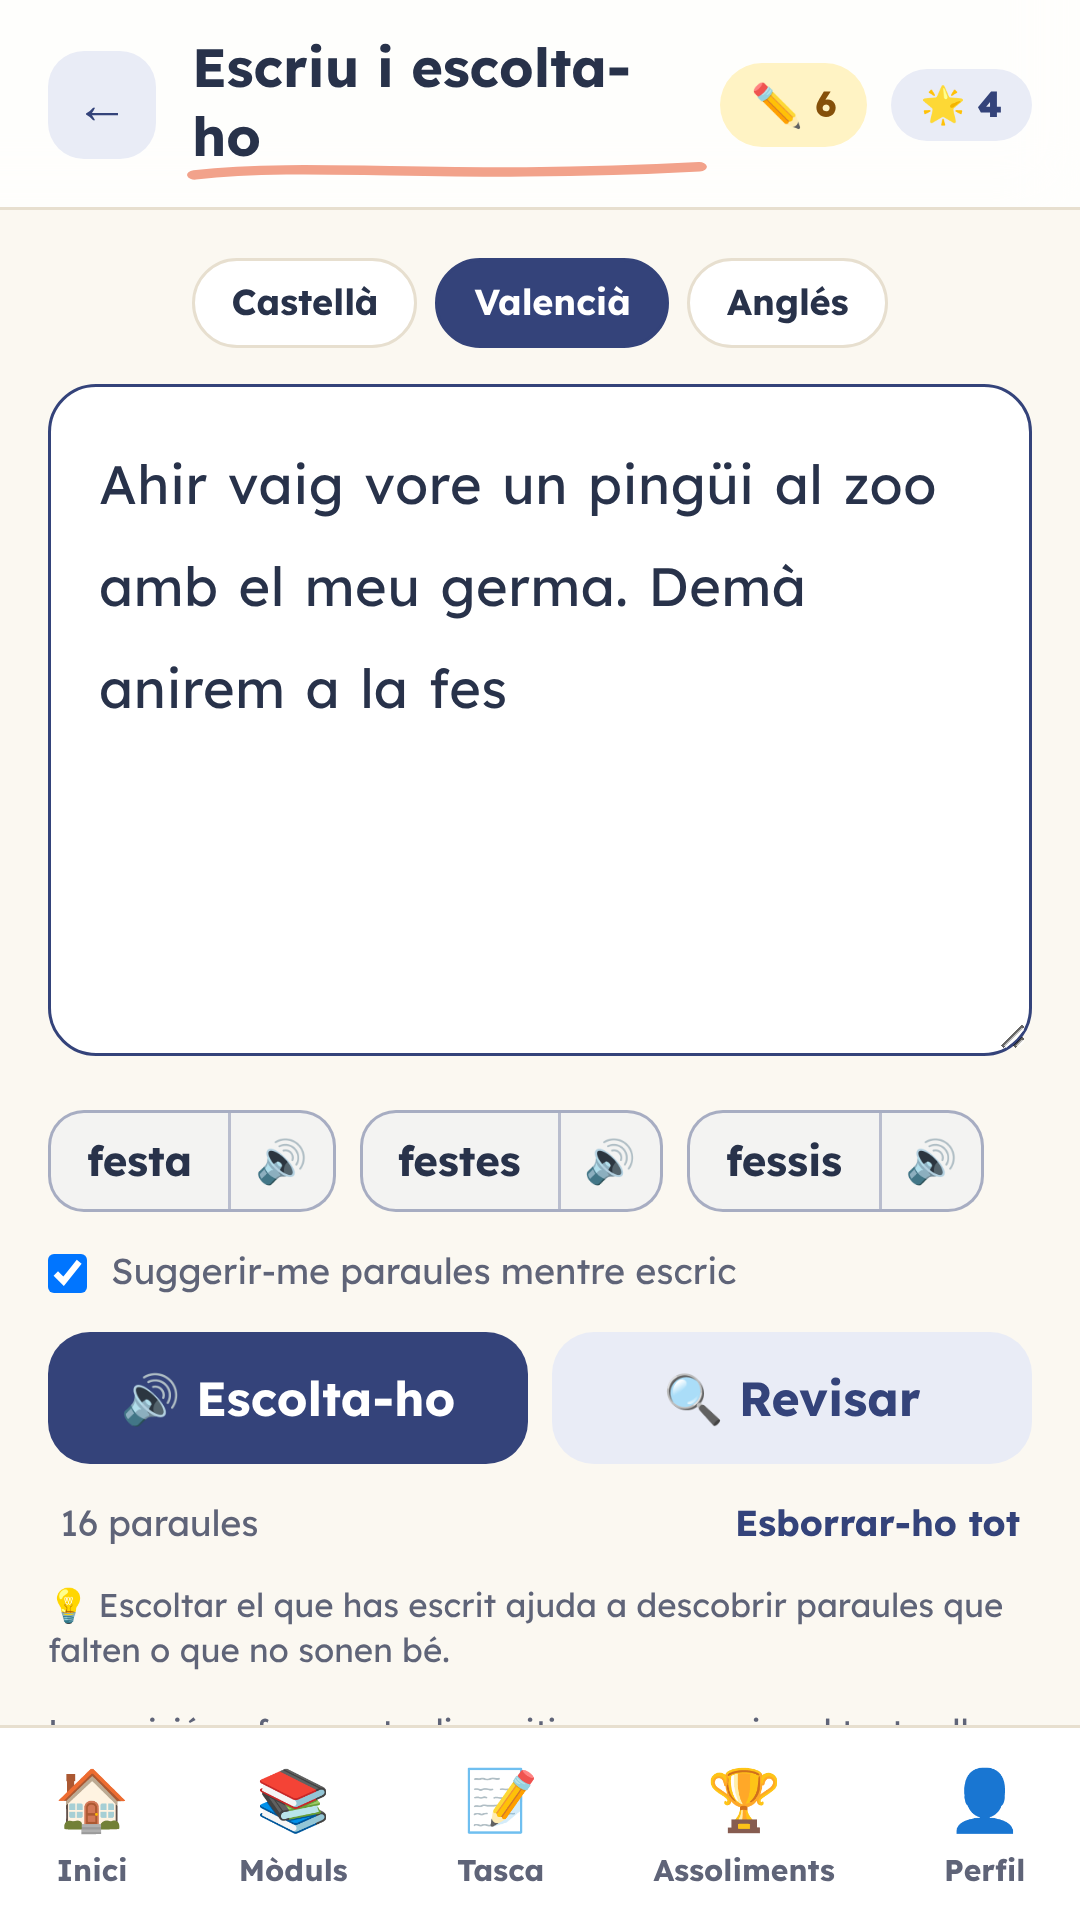 ←
Escriu i escolta-
ho
✏️ 6
🌟 4
Castellà
Valencià
Anglés
Ahir vaig vore un pingüi al zoo
amb el meu germa. Demà
anirem a la fes
festa
festes
fessis
Suggerir-me paraules mentre escric
🔊 Escolta-ho
🔍 Revisar
16 paraules
Esborrar-ho tot
💡 Escoltar el que has escrit ajuda a descobrir paraules que
falten o que no sonen bé.
Inici
Mòduls
Tasca
Assoliments
Perfil